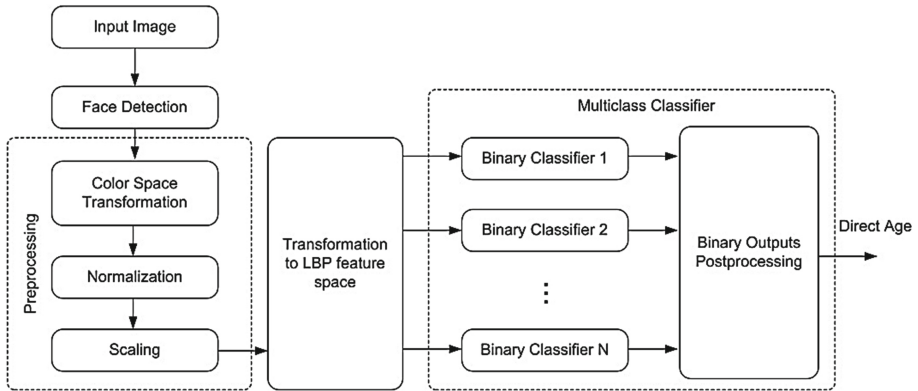 Input Image
Face Detection
Preprocessing
Color Space
Transformation
Normalization
Scaling
Transformation
to LBP feature
space
Multiclass Classifier
Binary Classifier 1
Binary Classifier 2
Binary Classifier N
Binary Outputs
Postprocessing
Direct Age